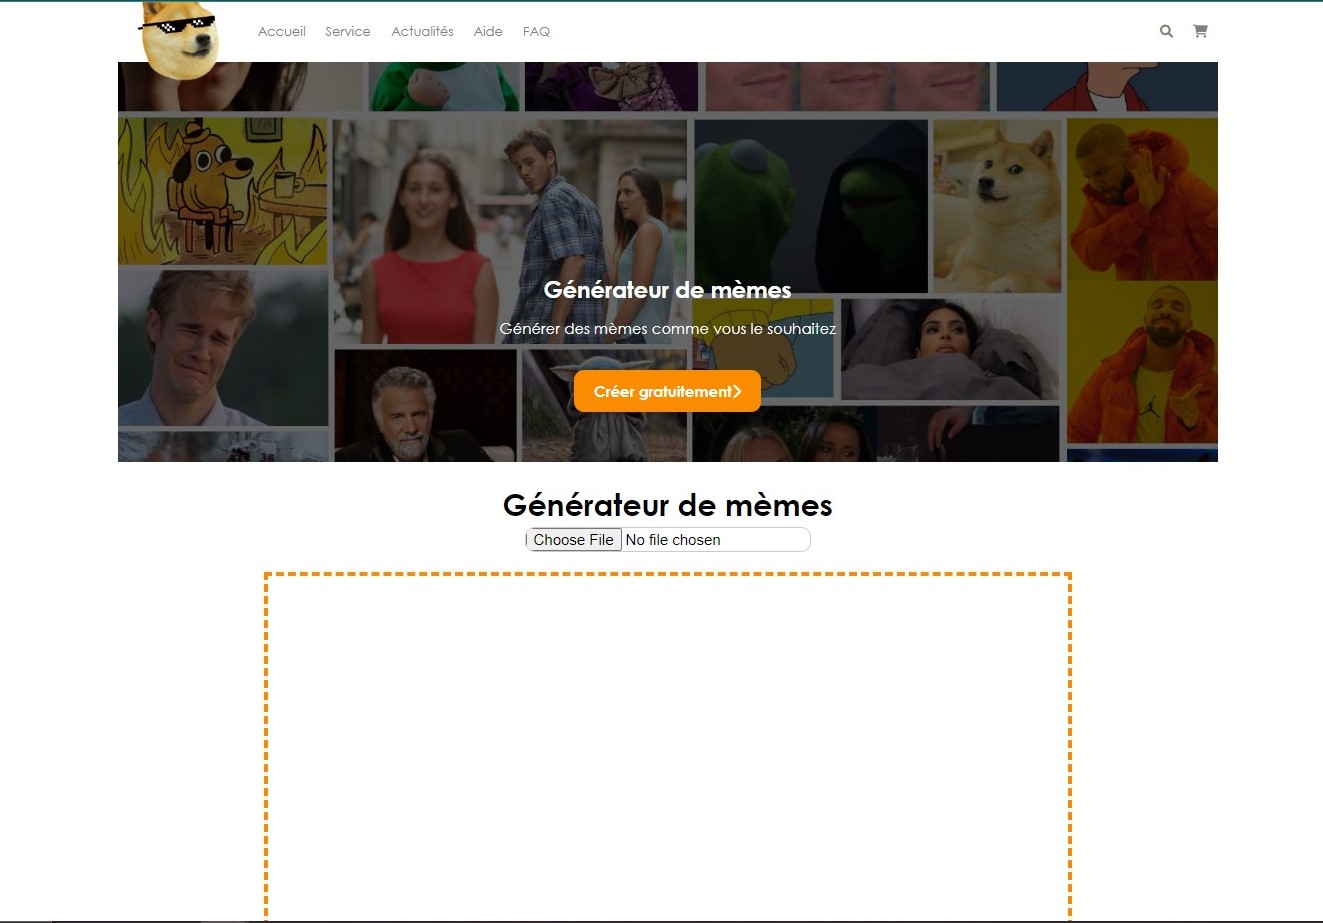 Accueil Service Actualités Aide FAQ
Générateur de mèmes
Générer des mèmes comme vous le souhaitez
Créer gratuitement
Générateur de mèmes
Choose File No file chosen